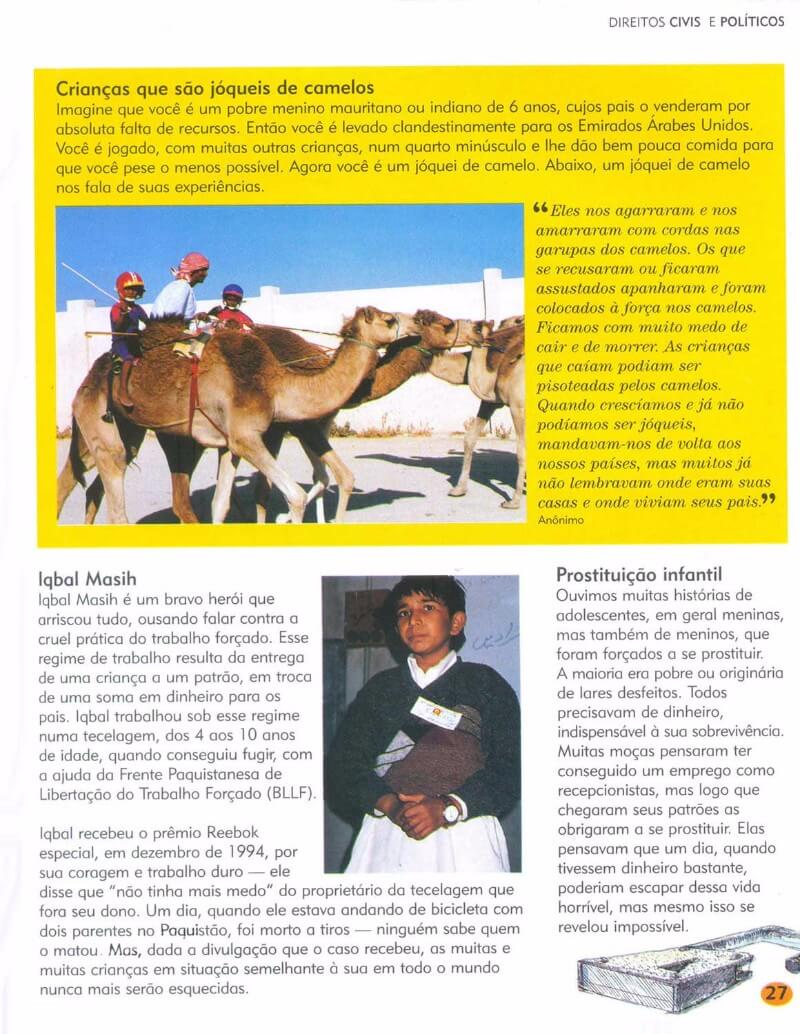 DIREITOS CIVIS E POLÍTICOS
Crianças que são jóqueis de camelos
Imagine que você é um pobre menino mauritano ou indiano de 6 anos, cujos pais o venderam por
absoluta falta de recursos. Então você é levado clandestinamente para os Emirados Árabes Unidos.
Você é jogado, com muitas outras crianças, num quarto minúsculo e lhe dão bem pouca comida para
que você pese o menos possível. Agora você é um jóquei de camelo. Abaixo, um jóquei de camelo
nos fala de suas experiências.
“Eles nos agarraram e nos
amarraram com cordas nas
garupas dos camelos. Os que
se recusaram ou ficaram
assustados apanharam e foram
colocados à força nos camelos.
Ficamos com muito medo de
cair e de morrer. As crianças
que caíam podiam ser
pisoteadas pelos camelos.
Quando crescíamos e já não
podíamos ser jóqueis,
mandavam-nos de volta aos
nossos países, mas muitos já
não lembravam onde eram suas
casas e onde viviam seus pais.”
Anônimo
Iqbal Masih
Iqbal Masih é um bravo herói que
arriscou tudo, ousando falar contra a
cruel prática do trabalho forçado. Esse
regime de trabalho resulta da entrega
de uma criança a um patrão, em troca
de uma soma em dinheiro para os
pais. Iqbal trabalhou sob esse regime
numa tecelagem, dos 4 aos 10 anos
de idade, quando conseguiu fugir, com
a ajuda da Frente Paquistanesa de
Libertação do Trabalho Forçado (BLLF).
Iqbal recebeu o prêmio Reebok
especial, em dezembro de 1994, por
sua coragem e trabalho duro — ele
disse que "não tinha mais medo" do proprietário da tecelagem que
fora seu dono. Um dia, quando ele estava andando de bicicleta com
dois parentes no Paquistão, foi morto a tiros — ninguém sabe quem
o matou. Mas, dada a divulgação que o caso recebeu, as muitas e
muitas crianças em situação semelhante à sua em todo o mundo
nunca mais serão esquecidas.
Prostituição infantil
Ouvimos muitas histórias de
adolescentes, em geral meninas,
mas também de meninos, que
foram forçados a se prostituir.
A maioria era pobre ou originária
de lares desfeitos. Todos
precisavam de dinheiro,
indispensável à sua sobrevivência.
Muitas moças pensaram ter
conseguido um emprego como
recepcionistas, mas logo que
chegaram seus patrões as
obrigaram a se prostituir. Elas
pensavam que um dia, quando
tivessem dinheiro bastante,
poderiam escapar dessa vida
horrível, mas mesmo isso se
revelou impossível.
27